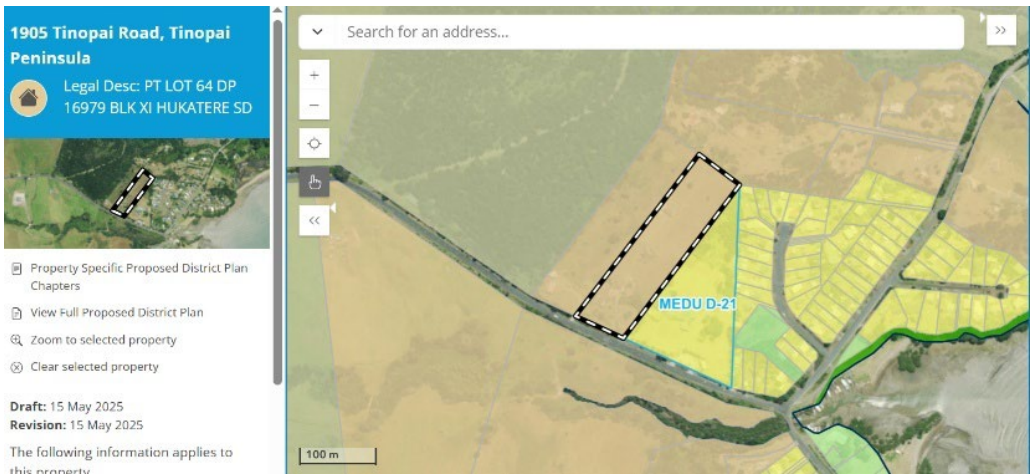 1905 Tinopai Road, Tinopai
Peninsula
Legal Desc: PT LOT 64 DP
16979 BLK XI HUKATERE SD
Property Specific Proposed District Plan
Chapters
View Full Proposed District Plan
Zoom to selected property
Clear selected property
Draft: 15 May 2025
Revision: 15 May 2025
The following information applies to
this property
Search for an address...
MEDU D-21
100 m